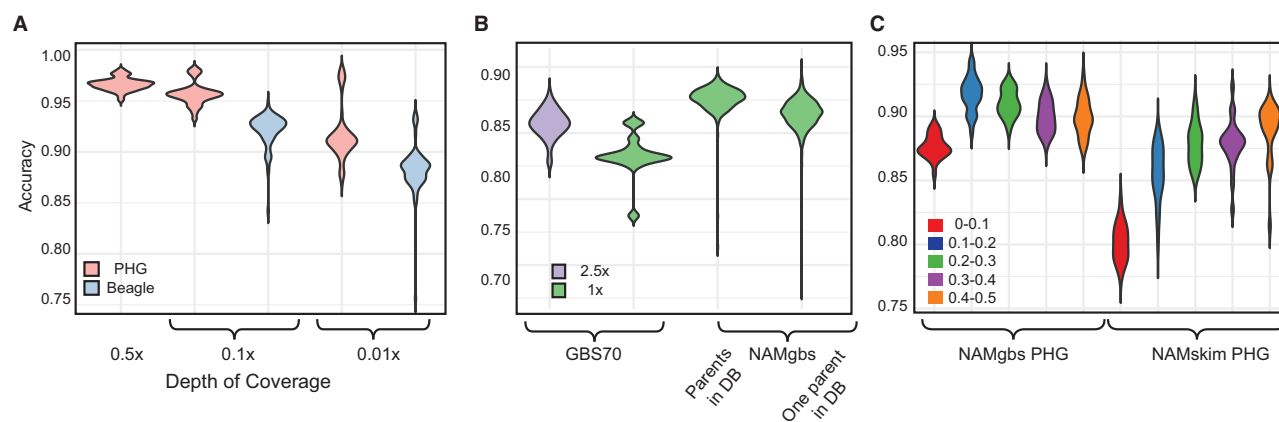 A
Accuracy
1.00
0.95
0.90
0.85
0.80
0.75
PHG
Beagle
0.5x
0.1x
0.01x
Depth of Coverage
B
0.90
0.85
0.80
0.75
0.70
2.5x
1x
GBS70
NAMgbs
Parents
in DB
One parent
in DB
C
0.95
0.90
0.85
0.80
0.75
0-0.1
0.1-0.2
0.2-0.3
0.3-0.4
0.4-0.5
NAMgbs PHG
NAMskim PHG